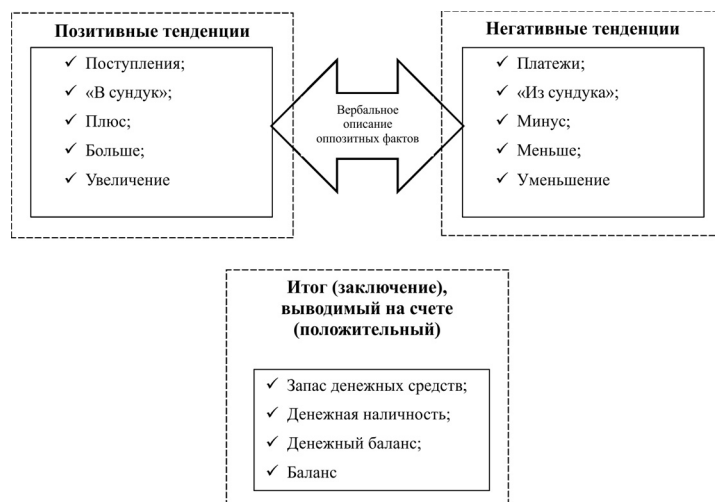 Позитивные тенденции
✓ Поступления;
✓ «В сундук»;
✓ Плюс;
✓ Больше;
✓ Увеличение
Вербальное
описание
оппозитных фактов
Негативные тенденции
✓ Платежи;
✓ «Из сундука»;
✓ Минус;
✓ Меньше;
✓ Уменьшение
Итог (заключение),
выводимый на счете
(положительный)
✓ Запас денежных средств;
✓ Денежная наличность;
✓ Денежный баланс;
✓ Баланс